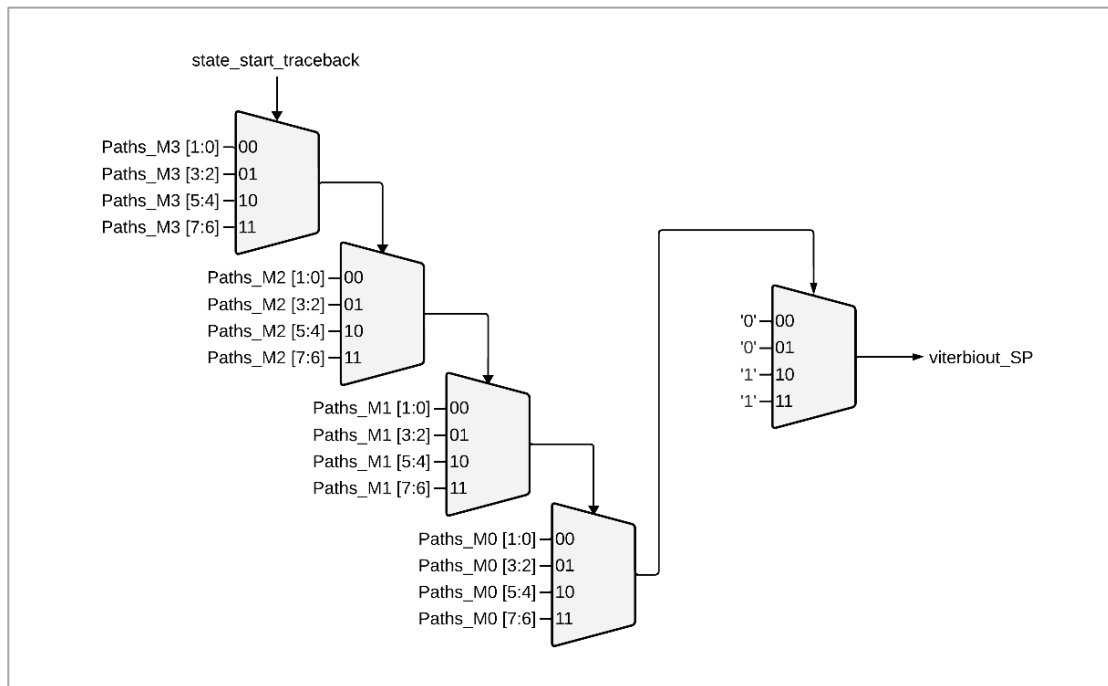 state_start_traceback
Paths_M3 [1:0] 00
Paths_M3 [3:2] 01
Paths_M3 [5:4] 10
Paths_M3 [7:6] 11
Paths_M2 [1:0] 00
Paths_M2 [3:2] 01
Paths_M2 [5:4] 10
Paths_M2 [7:6] 11
Paths_M1 [1:0] 00
Paths_M1 [3:2] 01
Paths_M1 [5:4] 10
Paths_M1 [7:6] 11
Paths_M0 [1:0] 00
Paths_M0 [3:2] 01
Paths_M0 [5:4] 10
Paths_M0 [7:6] 11
'0' 00
'0' 01
'1' 10
'1' 11
viterbiout_SP